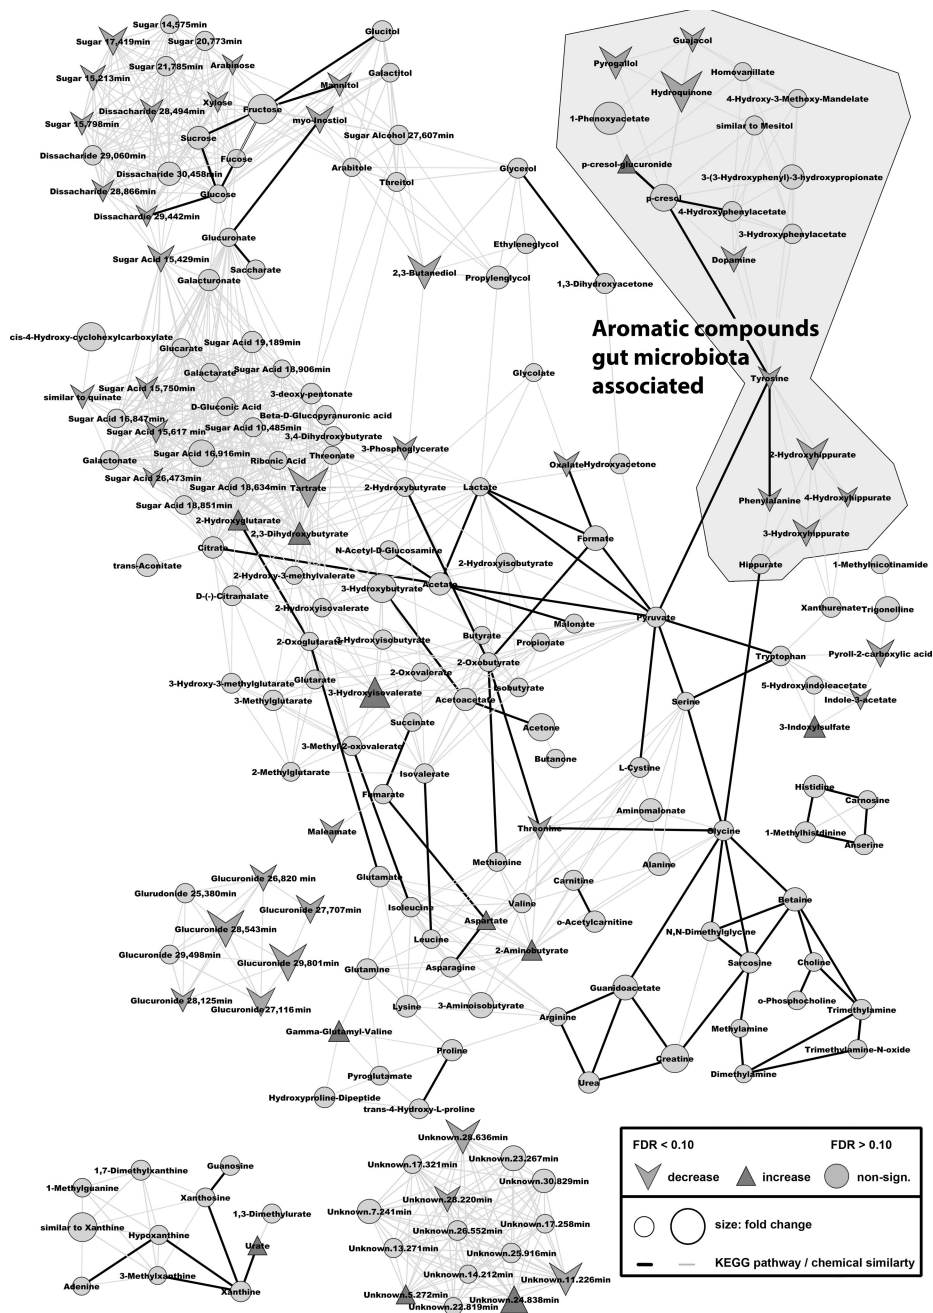 Sugar 14,575min
Sugar 17,419min
Sugar 20,773min
Sugar 21,785min
Arabinose
Sugar 15,213min
Dissacharide 28,494min
Xylose
Sugar 15,798min
Fructose
Glucitol
Galactitol
Mannitol
myo-Inostiol
Sugar Alcohol 27,607min
Sucrose
Dissacharide 29,060min
Fucose
Dissacharide 30,458min
Dissacharide 28,866min
Glucose
Dissachardie 29,442min
Arabitole
Threitol
Glycerol
Glucuronate
Sugar Acid 15,429min
Saccharate
Galacturonate
Ethyleneglycol
2,3-Butanediol
Propylenglycol
1,3-Dihydroxyacetone
Guajacol
Pyrogallol
Homovanillate
Hydroquinone
4-Hydroxy-3-Methoxy-Mandelate
1-Phenoxyacetate
similar to Mesitol
p-cresol-glucuronide
3-(3-Hydroxyphenyl)-3-hydroxypropionate
p-cresol
4-Hydroxyphenylacetate
3-Hydroxyphenylacetate
Dopamine
Aromatic compounds
gut microbiota
associated
Tyrosine
2-Hydroxyhippurate
Phenylalanine
4-Hydroxyhippurate
3-Hydroxyhippurate
Hippurate
cis-4-Hydroxy-cyclohexylcarboxylate
Sugar Acid 19,189min
Glucarate
Galactarate
Sugar Acid 18,906min
Sugar Acid 15,750min
similar to quinate
3-deoxy-pentonate
D-Gluconic Acid
Beta-D-Glucopyranuronic acid
Sugar Acid 16,847min
Sugar Acid 15,617 min
Sugar Acid 10,485min
3,4-Dihydroxybutyrate
Sugar Acid 16,916min
Threonate
Galactonate
Ribonic Acid
Sugar Acid 26,473min
Sugar Acid 18,634min
Tartrate
Sugar Acid 18,851min
2-Hydroxyglutarate
2,3-Dihydroxybutyrate
Glycolate
3-Phosphoglycerate
Oxalate
Hydroxyacetone
2-Hydroxybutyrate
Lactate
Formate
Citrate
N-Acetyl-D-Glucosamine
trans-Aconitate
2-Hydroxy-3-methylvalerate
3-Hydroxybutyrate
Acetate
2-Hydroxyisobutyrate
D-(-)-Citramalate
2-Hydroxyisovalerate
Malonate
Pyruvate
1-Methylnicotinamide
Xanthurenate
Trigonelline
2-Oxoglutarate
3-Hydroxyisobutyrate
Butyrate
Propionate
2-Oxobutyrate
Tryptophan
Pyroll-2-carboxylic acid
3-Hydroxy-3-methylglutarate
Glutarate
2-Oxovalerate
Isobutyrate
5-Hydroxyindoleacetate
3-Methylglutarate
3-Hydroxyisovalerate
Acetoacetate
Serine
Indole-3-acetate
Succinate
Acetone
3-Indoxylsulfate
3-Methyl-2-oxovalerate
Butanone
2-Methylglutarate
Isovalerate
L-Cystine
Fumarate
Histidine
Carnosine
Aminomalonate
Maleamate
Threonine
Glycine
1-Methylhistdinine
Anserine
Methionine
Alanine
Glucuronide 26,820 min
Glurudonide 25,380min
Glutamate
Carnitine
Glucuronide 27,707min
Isoleucine
Valine
Betaine
Glucuronide 28,543min
Aspartate
o-Acetylcarnitine
N,N-Dimethylglycine
Leucine
2-Aminobutyrate
Glucuronide 29,498min
Glucuronide 29,801min
Glutamine
Asparagine
Sarcosine
Choline
Glucuronide 28,125min
Glucuronide27,116min
Guanidoacetate
o-Phosphocholine
Lysine
3-Aminoisobutyrate
Arginine
Trimethylamine
Gamma-Glutamyl-Valine
Methylamine
Proline
Creatine
Trimethylamine-N-oxide
Pyroglutamate
Urea
Dimethylamine
Hydroxyproline-Dipeptide
trans-4-Hydroxy-L-proline
1,7-Dimethylxanthine
Guanosine
1-Methylguanine
Xanthosine
similar to Xanthine
1,3-Dimethylurate
Hypoxanthine
Urate
Adenine
3-Methylxanthine
Xanthine
Unknown.28.636min
Unknown.17.321min
Unknown.23.267min
Unknown.30.829min
Unknown.28.220min
Unknown.7.241min
Unknown.26.552min
Unknown.17.258min
Unknown.13.271min
Unknown.25.916min
Unknown.14.212min
Unknown.11.226min
Unknown.5.272min
Unknown.24.838min
Unknown.22.819min
FDR < 0.10 FDR > 0.10
decrease increase non-sign.
size: fold change
KEGG pathway / chemical similarty